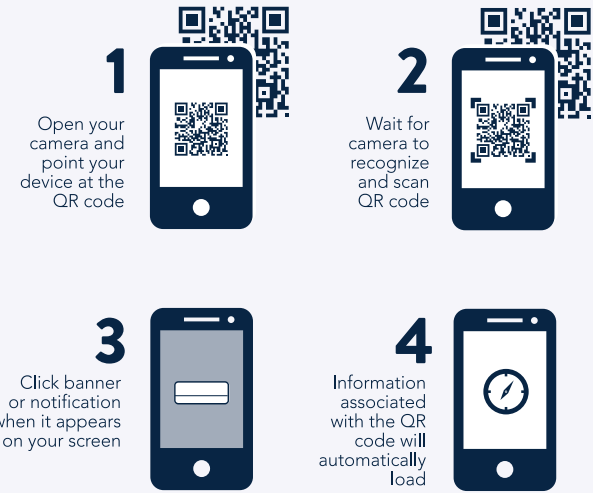 1
Open your
camera and
point your
device at the
QR code
2
Wait for
camera to
recognize
and scan
QR code
3
Click banner
or notification
when it appears
on your screen
4
Information
associated
with the QR
code will
automatically
load